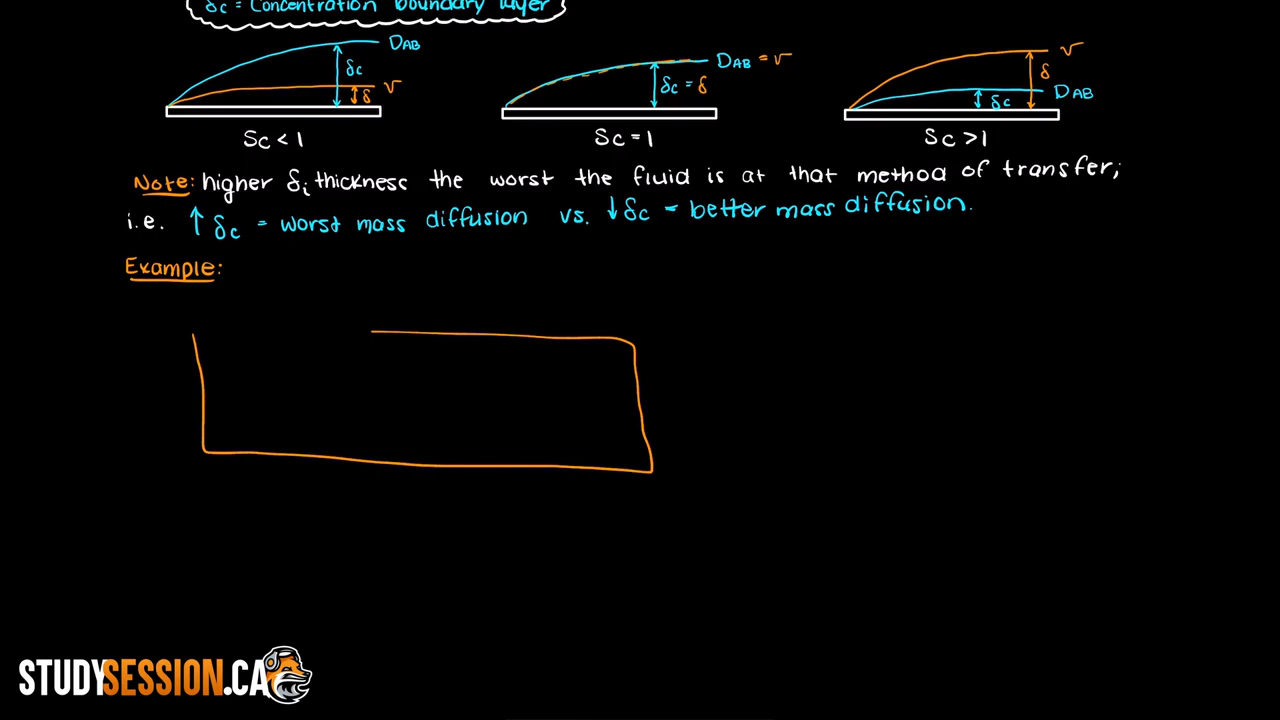 δc = Concentration boundary layer
DAB
δc
v
δ
Sc < 1
DAB = v
δc = δ
Sc = 1
v
δ
DAB
δc
Sc > 1
Note: higher δi thickness the worst the fluid is at that method of transfer;
i.e. ↑ δc = worst mass diffusion vs. ↓ δc = better mass diffusion.
Example:
STUDYSESSION.CA